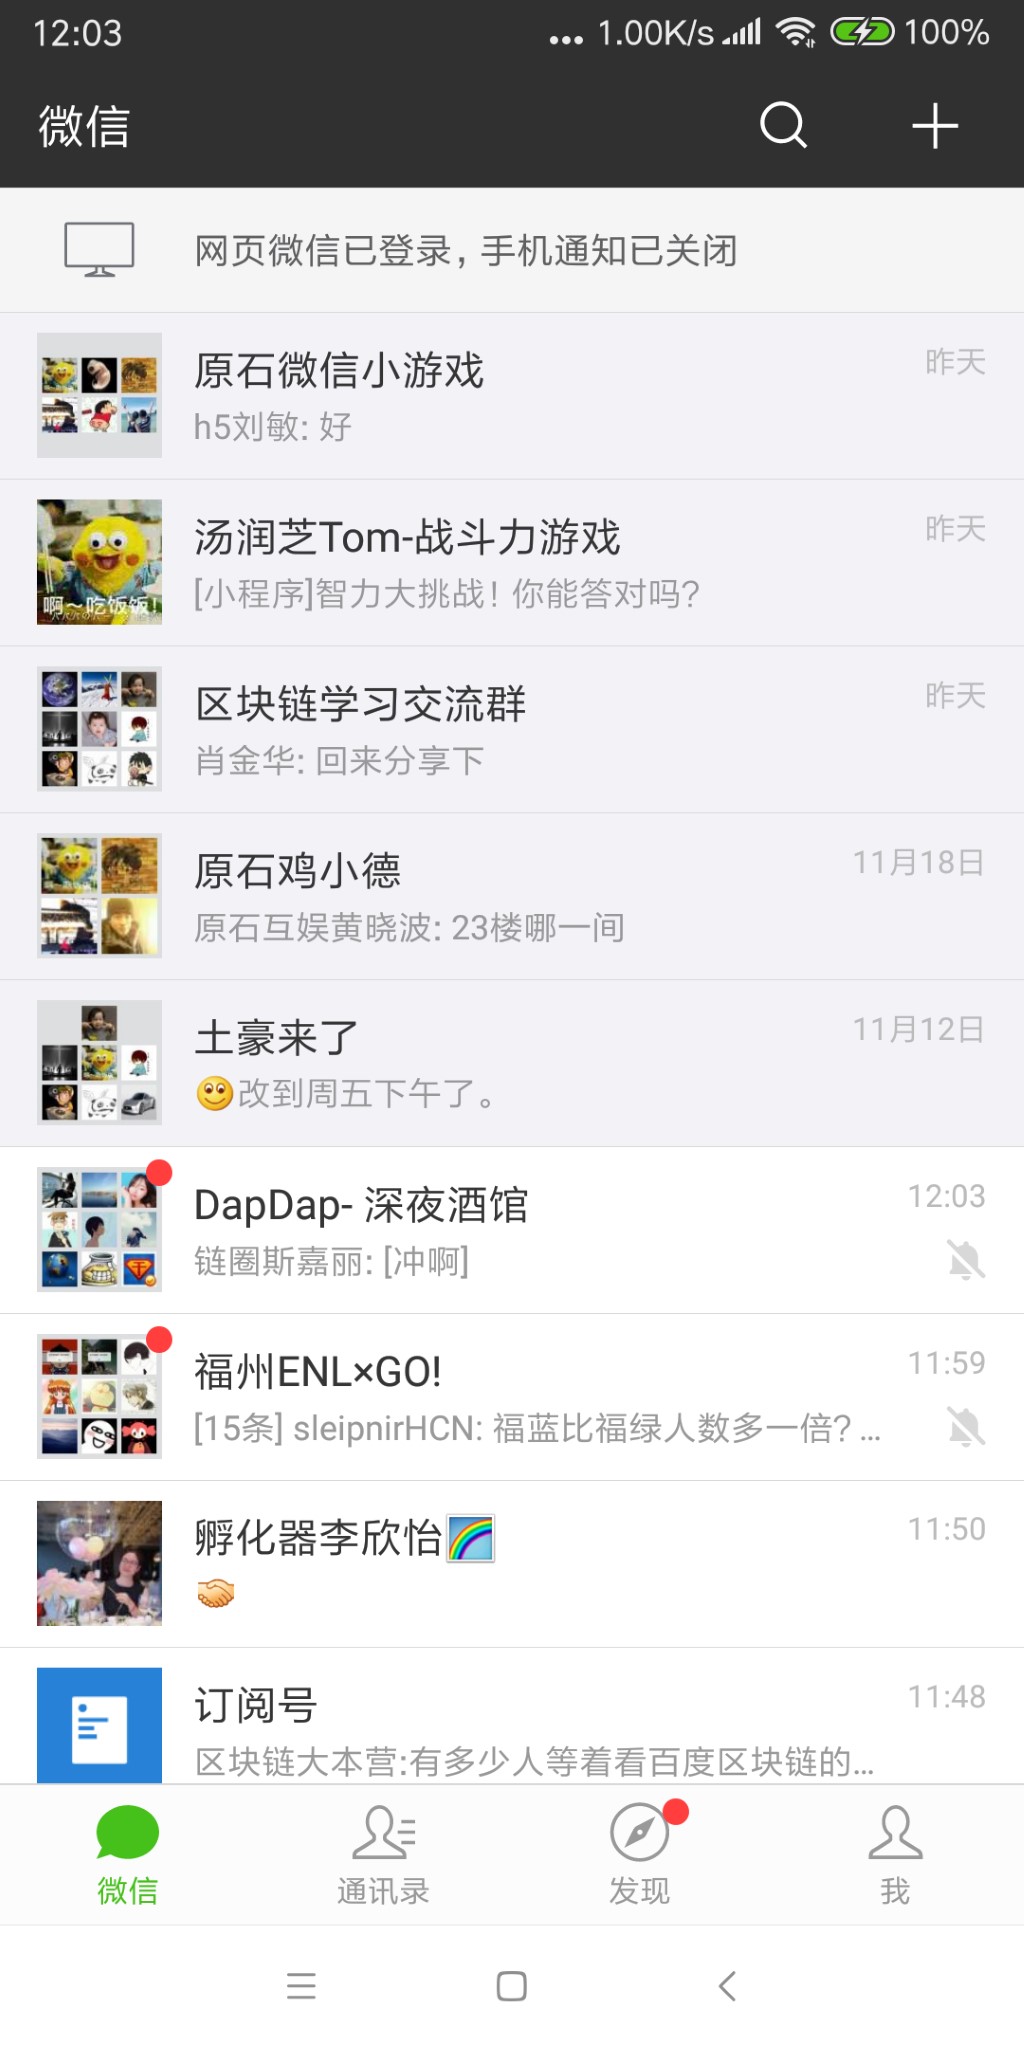 12:03
... 1.00K/s 100%
微信
网页微信已登录，手机通知已关闭
原石微信小游戏
昨天
h5刘敏: 好
汤润芝Tom-战斗力游戏
昨天
[小程序]智力大挑战！你能答对吗？
啊～吃饭饭!
区块链学习交流群
昨天
肖金华: 回来分享下
原石鸡小德
11月18日
原石互娱黄晓波: 23楼哪一间
土豪来了
11月12日
改到周五下午了。
DapDap- 深夜酒馆
12:03
链圈斯嘉丽: [冲啊]
福州ENL×GO!
11:59
[15条] sleipnirHCN: 福蓝比福绿人数多一倍？...
孵化器李欣怡
11:50
订阅号
11:48
区块链大本营:有多少人等着看百度区块链的...
微信
通讯录
发现
我